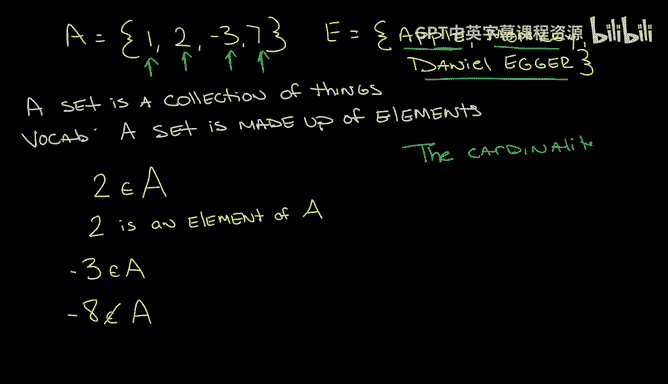 A = {1, 2, -3, 7} E = {
GPT中英字幕课程资源 bilibili
DANIEL EGGER}
A SET IS A COLLECTION OF THINGS
VOCAB: A SET IS MADE UP OF ELEMENTS
The CARDINALIT
2 ∈ A
2 is an ELEMENT OF A
-3 ∈ A
-8 ∉ A